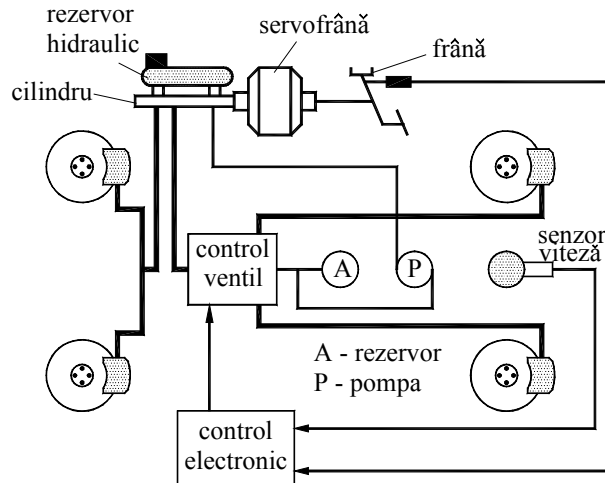 rezervor
hidraulic
servofrână
frână
cilindru
senzor
viteză
control
ventil
A
P
A - rezervor
P - pompa
control
electronic